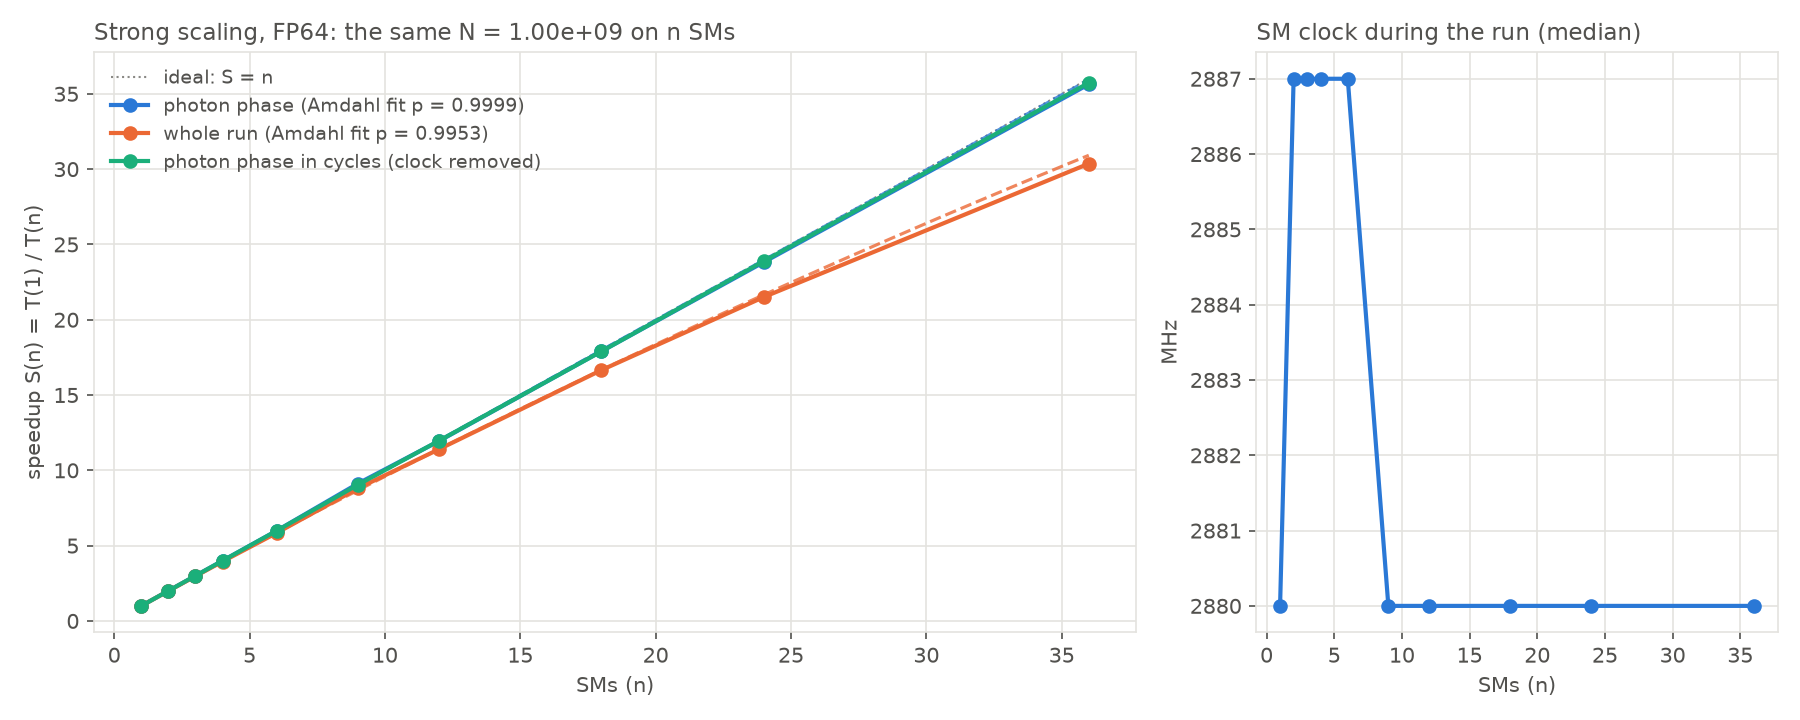 Strong scaling, FP64: the same N = 1.00e+09 on n SMs
ideal: S = n
photon phase (Amdahl fit p = 0.9999)
whole run (Amdahl fit p = 0.9953)
photon phase in cycles (clock removed)
speedup S(n) = T(1) / T(n)
35
30
25
20
15
10
5
0
0 5 10 15 20 25 30 35
SMs (n)
SM clock during the run (median)
MHz
2887
2886
2885
2884
2883
2882
2881
2880
0 5 10 15 20 25 30 35
SMs (n)